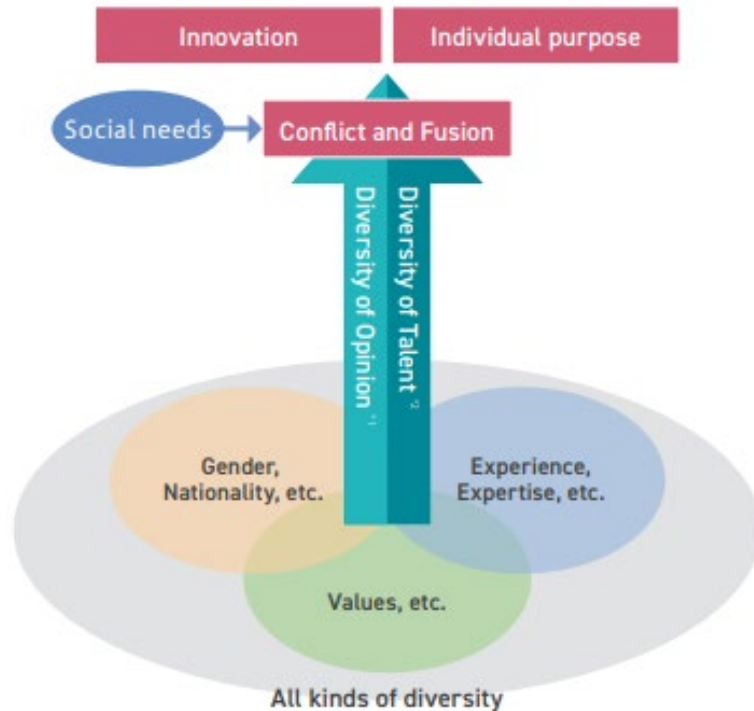 Innovation
Individual purpose
Social needs
Conflict and Fusion
Diversity of Opinion *1
Diversity of Talent *2
Gender,
Nationality, etc.
Experience,
Expertise, etc.
Values, etc.
All kinds of diversity